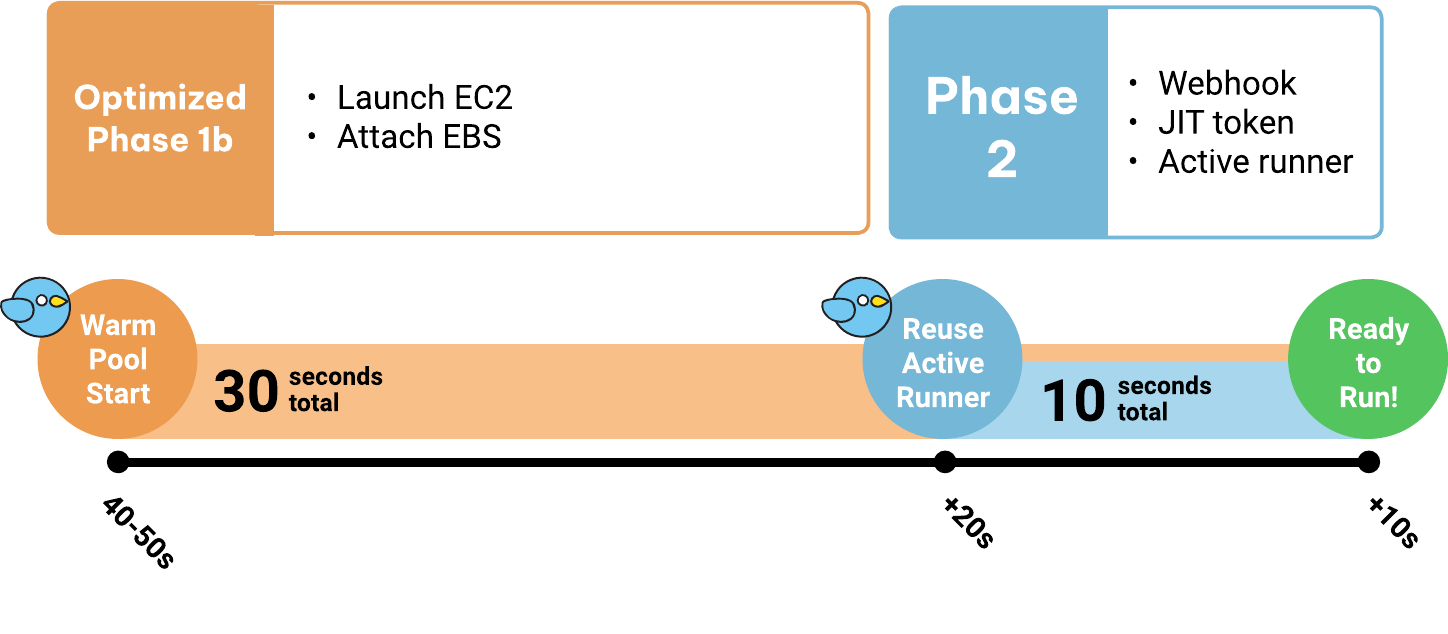 Optimized
Phase 1b
• Launch EC2
• Attach EBS
Phase
2
• Webhook
• JIT token
• Active runner
Warm
Pool
Start
30 seconds
total
Reuse
Active
Runner
10 seconds
total
Ready
to
Run!
40-50s
+20s
+10s